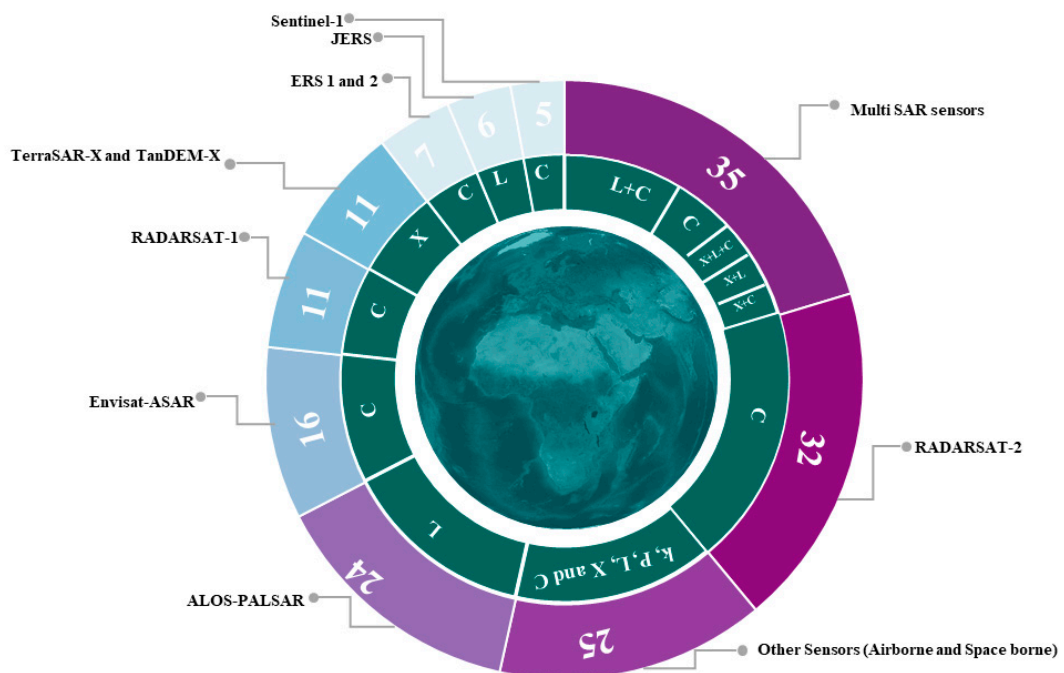 Sentinel-1
JERS
ERS 1 and 2
TerraSAR-X and TanDEM-X
RADARSAT-1
Envisat-ASAR
ALOS-PALSAR
Multi SAR sensors
RADARSAT-2
Other Sensors (Airborne and Space borne)
35
32
25
24
16
11
11
7
6
5
L+C
C
X+L+C
X+L
X+C
C
k, P, L, X and C
L
C
C
X
C
L
C